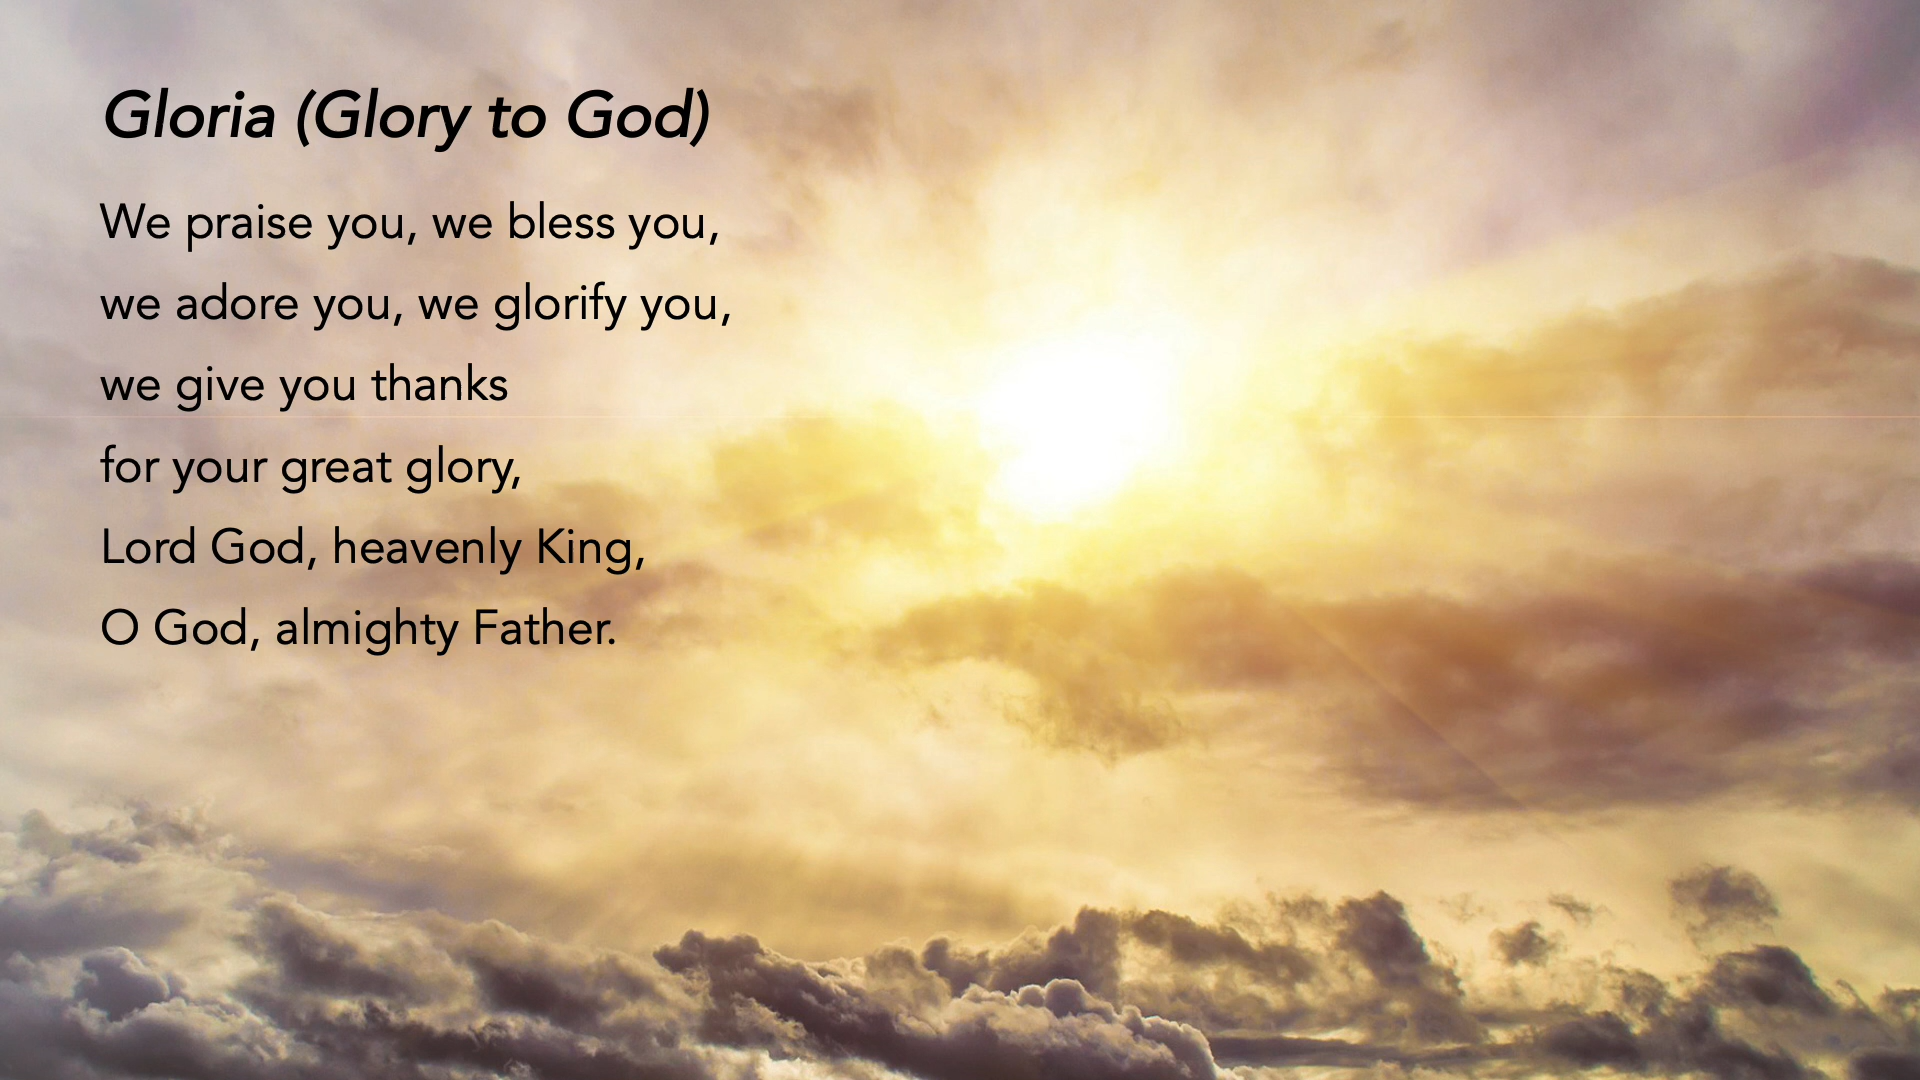 Gloria (Glory to God)
We praise you, we bless you,
we adore you, we glorify you,
we give you thanks
for your great glory,
Lord God, heavenly King,
O God, almighty Father.